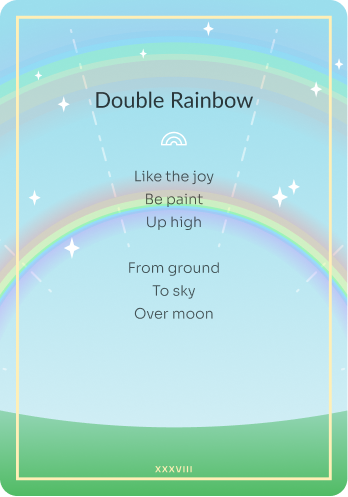 Double Rainbow
Like the joy
Be paint
Up high
From ground
To sky
Over moon
XXXVIII